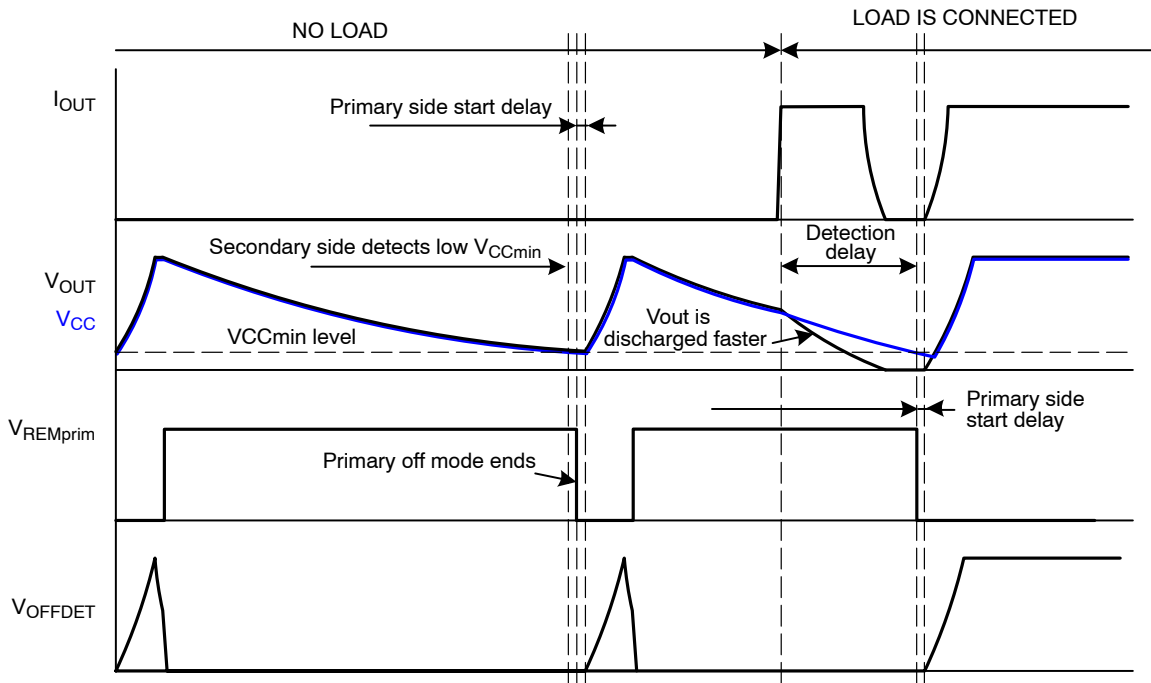 NO LOAD
LOAD IS CONNECTED
IOUT
Primary side start delay
Secondary side detects low VCCmin
Detection
delay
VOUT
VCC
VCCmin level
Vout is
discharged faster
Primary side
start delay
VREMprim
Primary off mode ends
VOFFDET